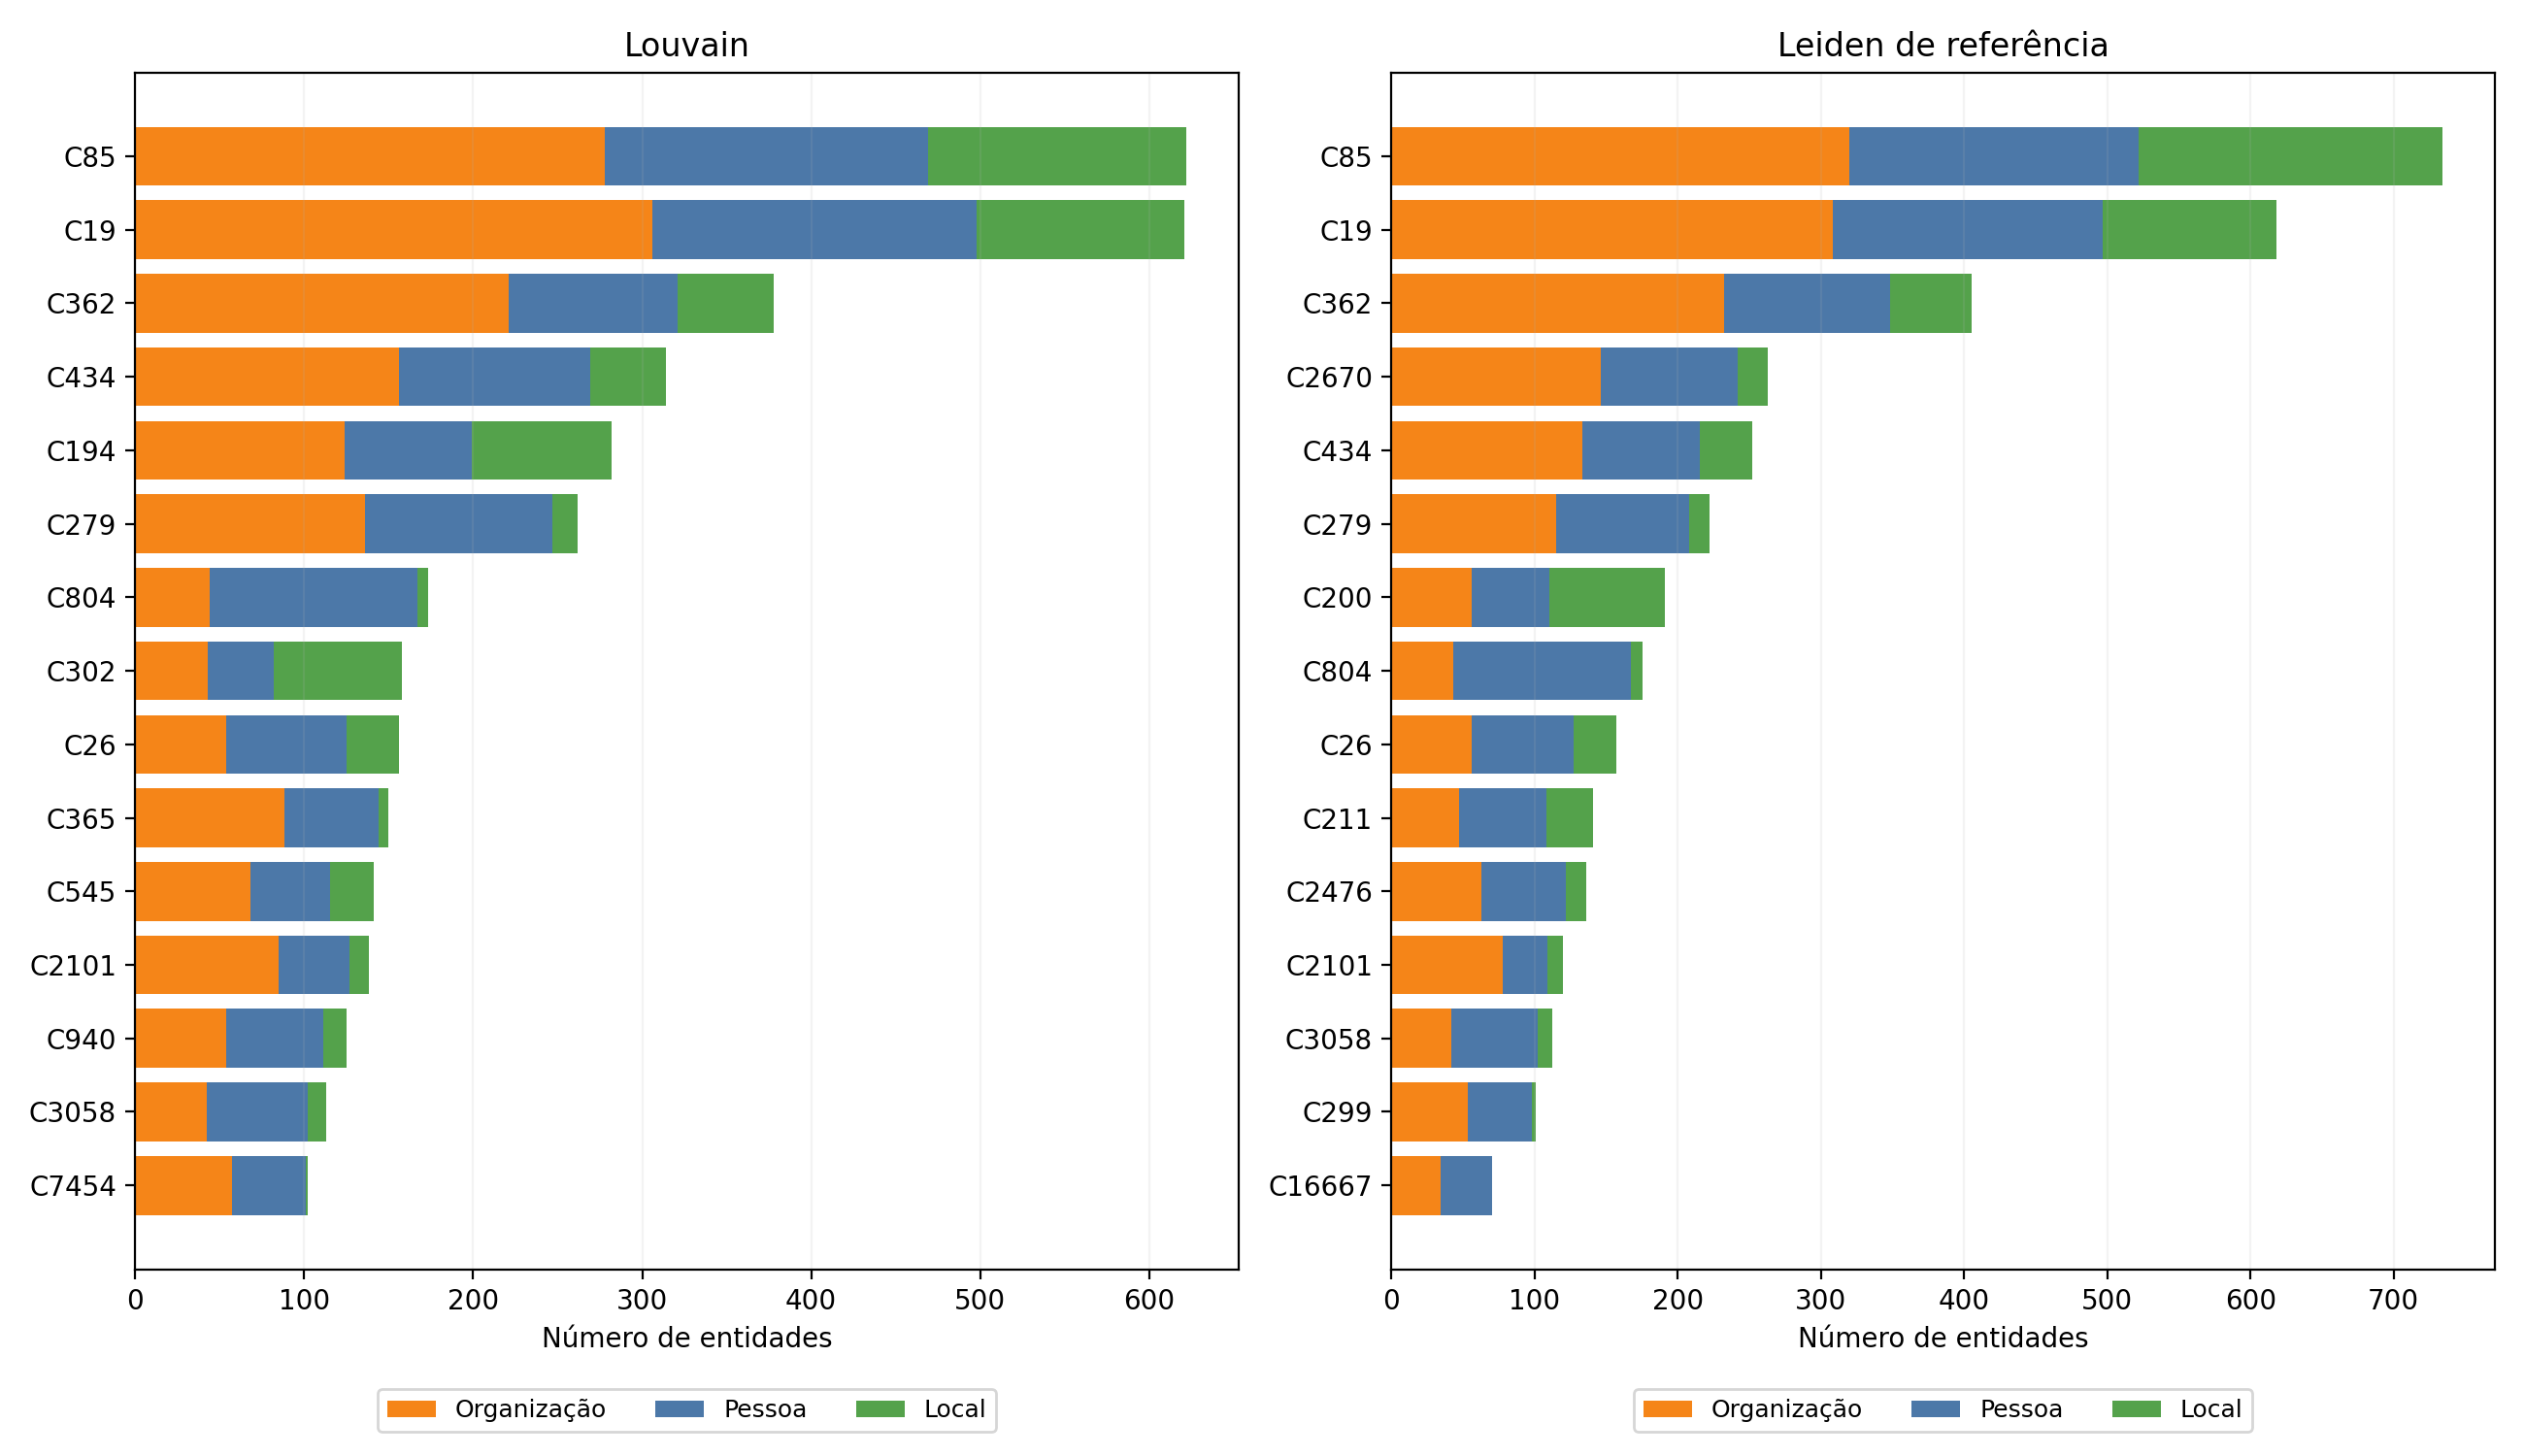 Louvain
C85
C19
C362
C434
C194
C279
C804
C302
C26
C365
C545
C2101
C940
C3058
C7454
0 100 200 300 400 500 600
Número de entidades
Organização Pessoa Local
Leiden de referência
C85
C19
C362
C2670
C434
C279
C200
C804
C26
C211
C2476
C2101
C3058
C299
C16667
0 100 200 300 400 500 600 700
Número de entidades
Organização Pessoa Local